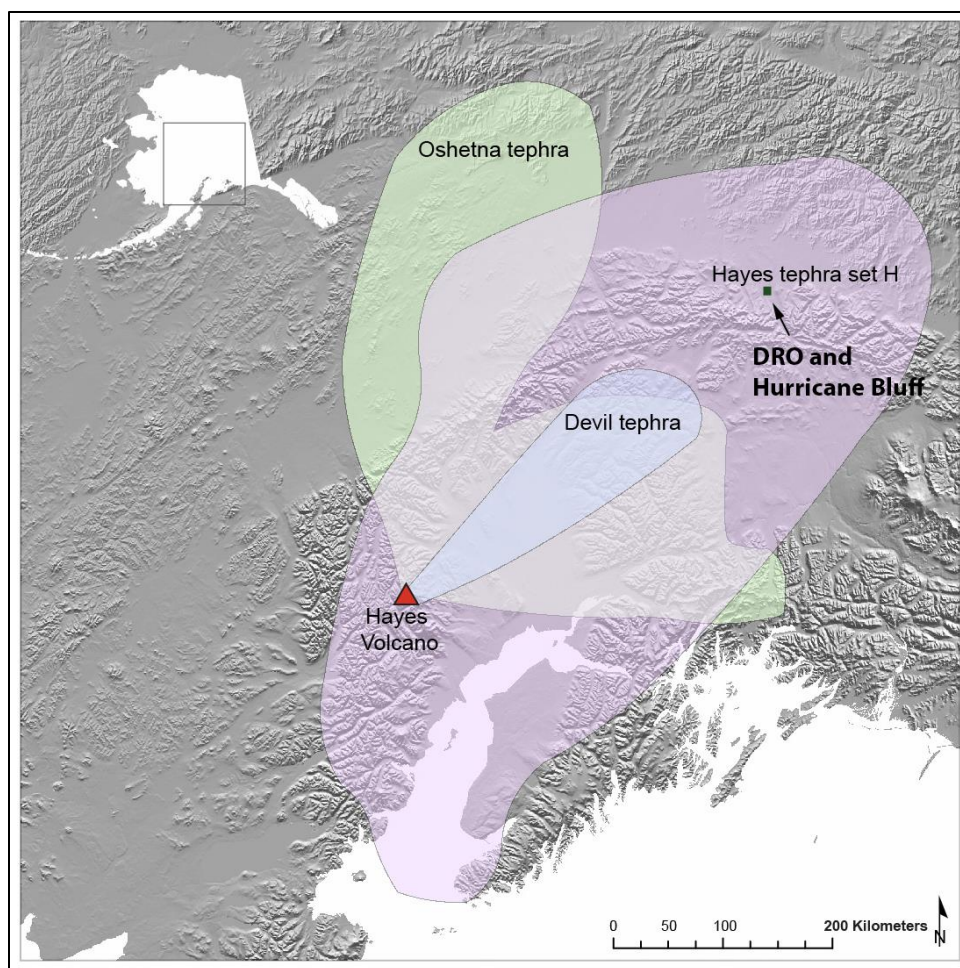 Oshetna tephra
Hayes tephra set H
DRO and
Hurricane Bluff
Devil tephra
Hayes
Volcano
0 50 100 200 Kilometers
N